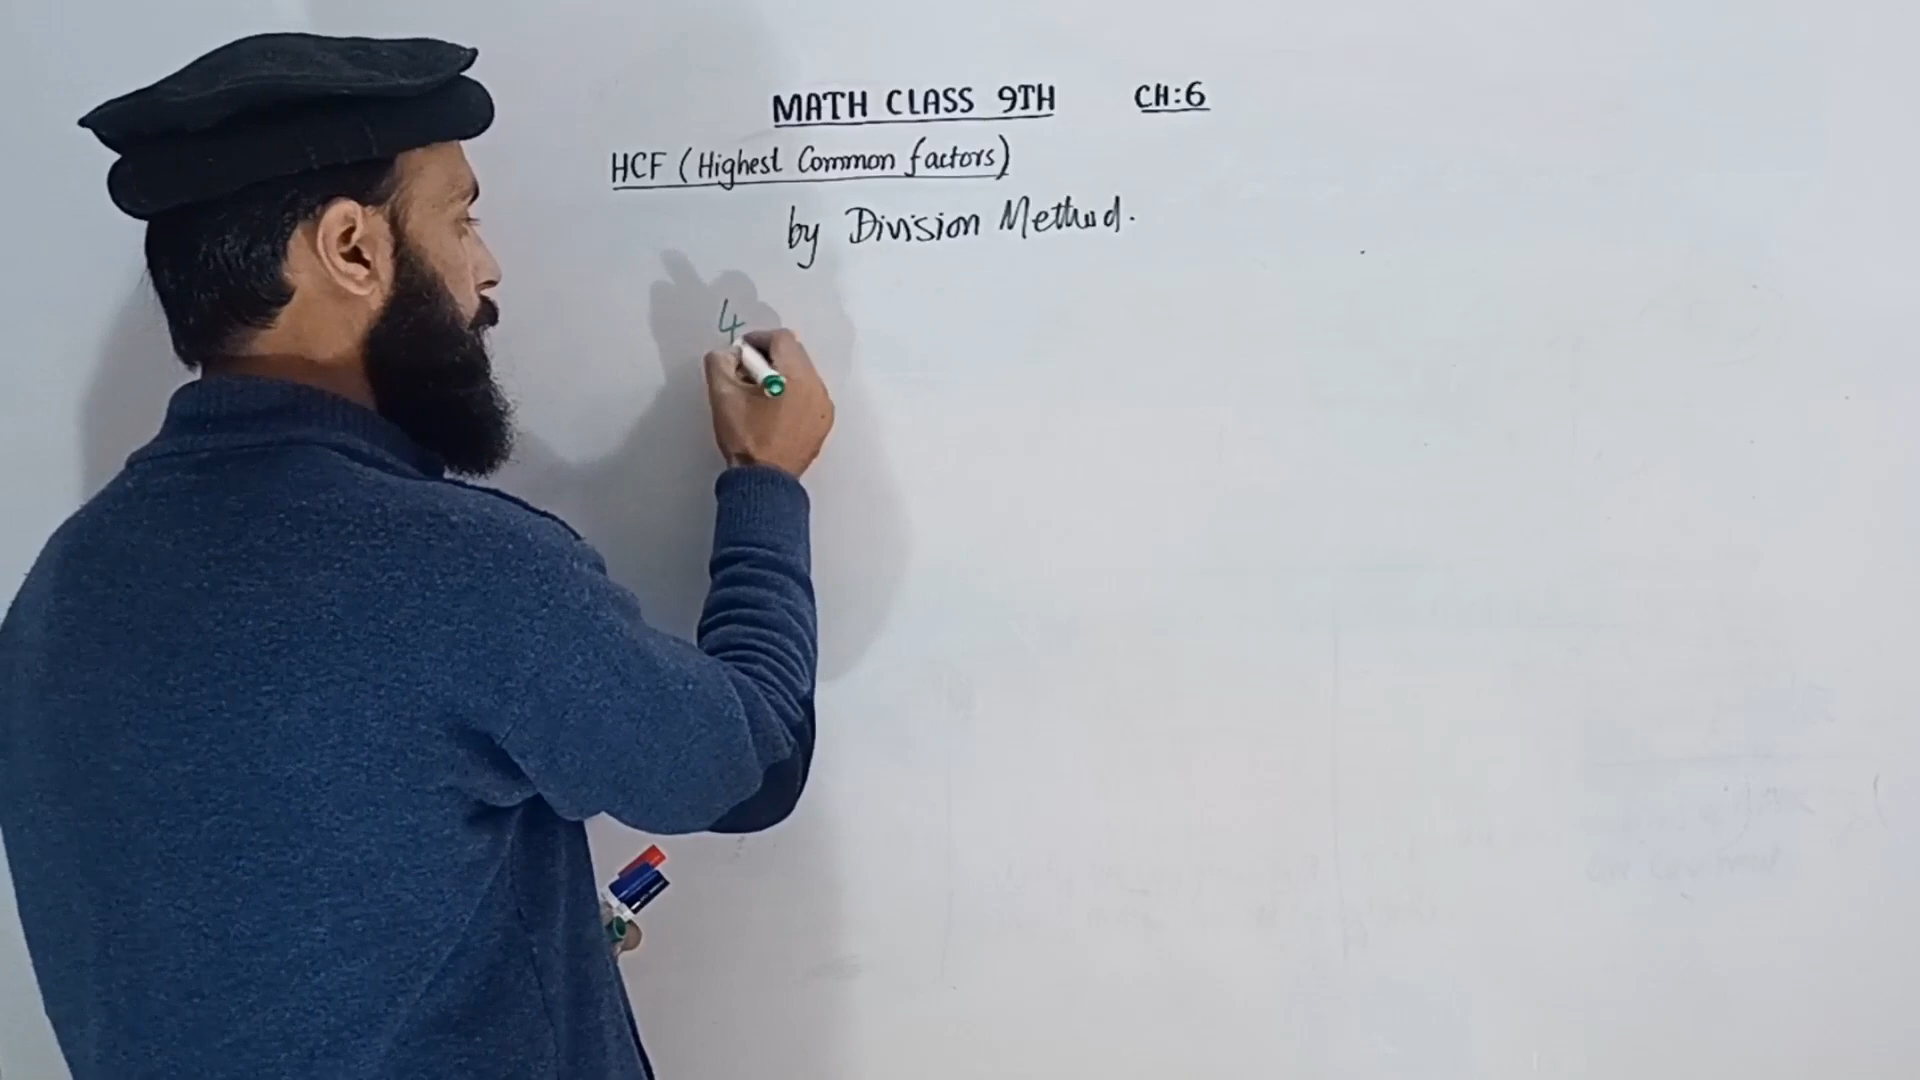 MATH CLASS 9TH CH:6
HCF (Highest Common factors)
by Division Method.
4